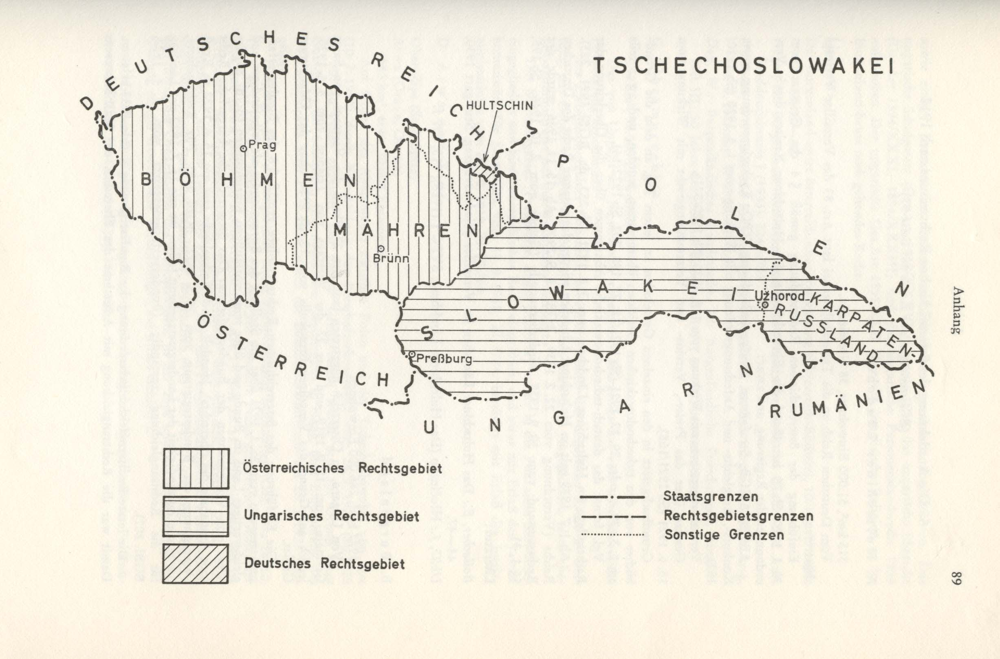 TSCHECHOSLOWAKEI
DEUTSCHES REICH
HULTSCHIN
POLEN
Prag
BÖHMEN
MÄHREN
Brünn
SLOWAKEI
Užhorod
KARPATEN-
RUSSLAND
Preßburg
ÖSTERREICH
UNGARN
RUMÄNIEN
Österreichisches Rechtsgebiet
Ungarisches Rechtsgebiet
Deutsches Rechtsgebiet
Staatsgrenzen
Rechtsgebietsgrenzen
Sonstige Grenzen
Anhang
89